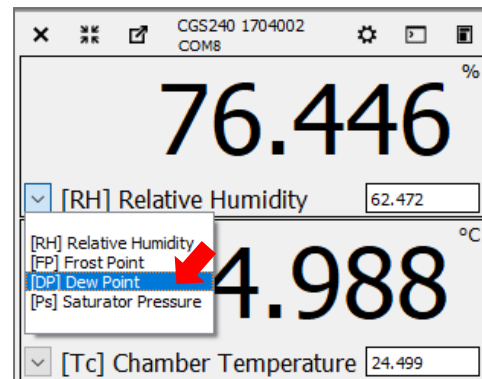 CGS240 1704002
COM8
%
76.446
[RH] Relative Humidity 62.472
°C
[RH] Relative Humidity
[FP] Frost Point
[DP] Dew Point
[Ps] Saturator Pressure
4.988
[Tc] Chamber Temperature 24.499